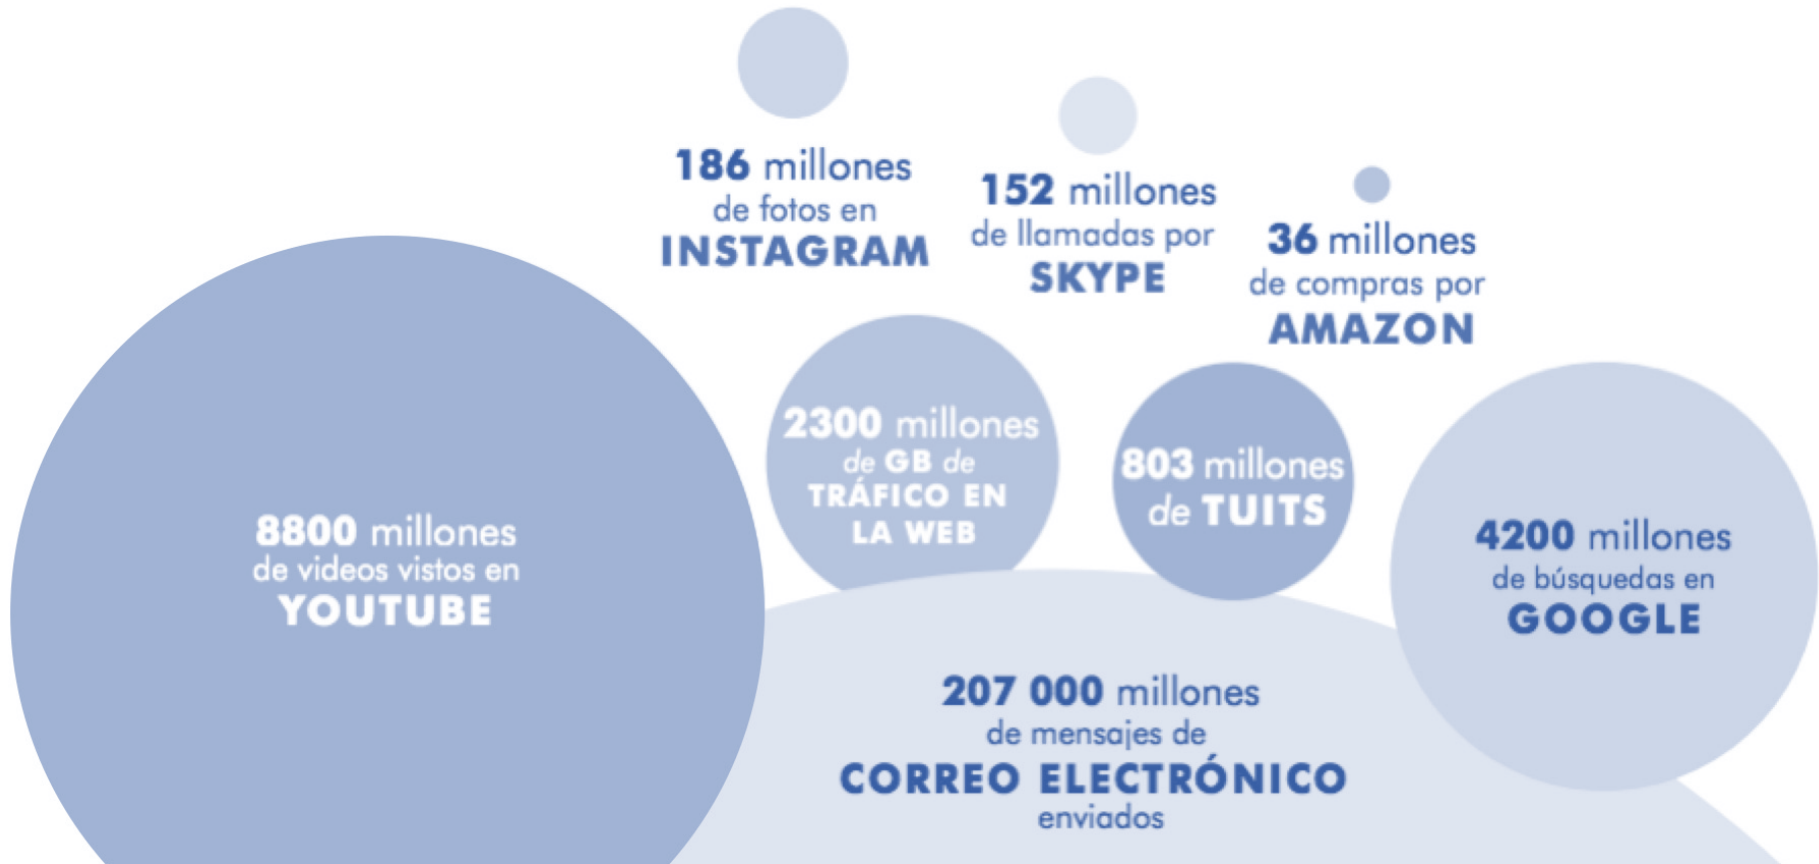 186 millones
de fotos en
INSTAGRAM
152 millones
de llamadas por
SKYPE
36 millones
de compras por
AMAZON
8800 millones
de videos vistos en
YOUTUBE
2300 millones
de GB de
TRÁFICO EN
LA WEB
803 millones
de TUITS
4200 millones
de búsquedas en
GOOGLE
207 000 millones
de mensajes de
CORREO ELECTRÓNICO
enviados